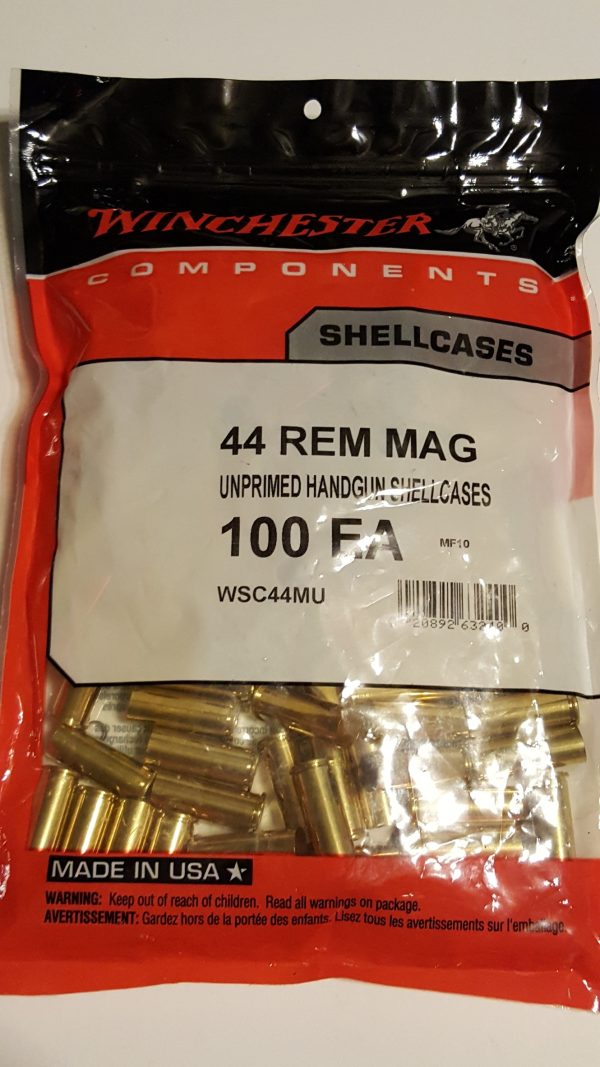 WINCHESTER
COMPONENTS
SHELLCASES
44 REM MAG
UNPRIMED HANDGUN SHELLCASES
100 EA MF10
WSC44MU
20892
MADE IN USA
WARNING: Keep out of reach of children. Read all warnings on package.
AVERTISSEMENT: Gardez hors de la portée des enfants. Lisez tous les avertissements sur l'emballage